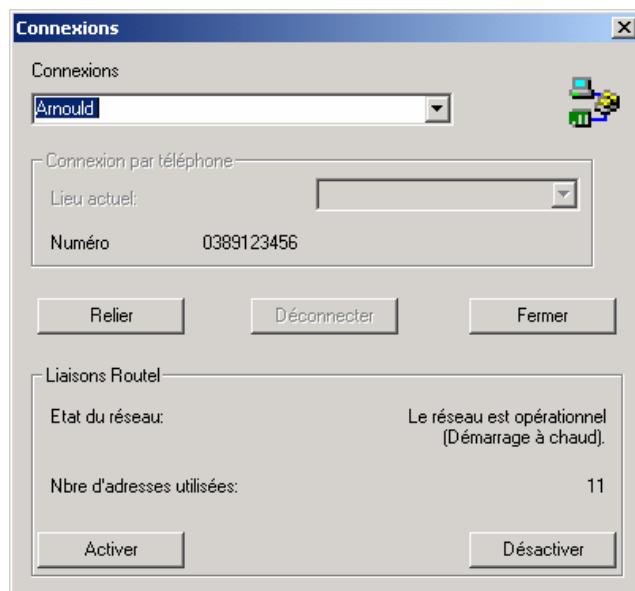 Connexions
Connexions
Arnould
Connexion par téléphone
Lieu actuel:
Numéro 0389123456
Relier Déconnecter Fermer
Liaisons Routel
Etat du réseau: Le réseau est opérationnel
(Démarrage à chaud).
Nbre d'adresses utilisées: 11
Activer Désactiver